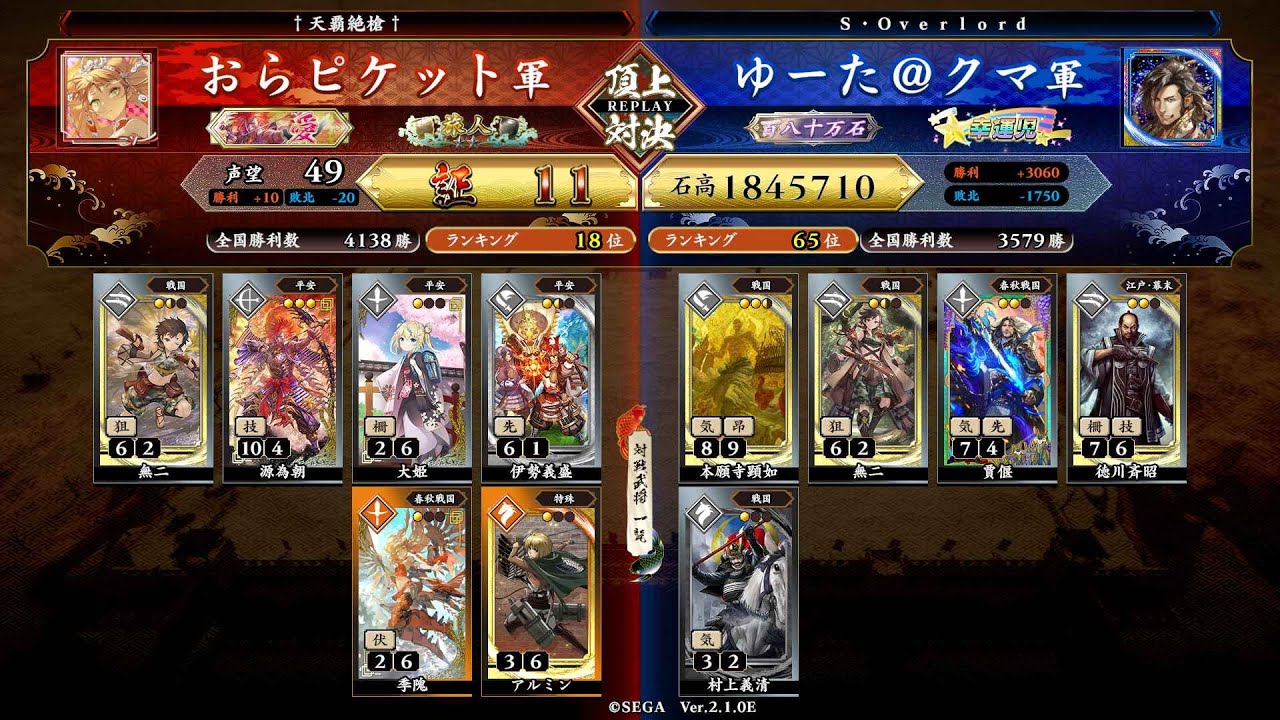 †天覇絶槍†
S・Overlord
おらピケット軍
頂上
REPLAY
対決
ゆーた@クマ軍
愛
旅人
百八十万石
幸運児
声望 49
勝利 +10 敗北 -20
証 11
石高 1845710
勝利 +3060
敗北 -1750
全国勝利数 4138勝
ランキング 18位
ランキング 65位
全国勝利数 3579勝
戦国
狙
6 2
無二
平安
技
10 4
源為朝
平安
柵
2 6
大姫
平安
先
6 1
伊勢義盛
戦国
気 昂
8 9
本願寺顕如
戦国
狙
6 2
無二
春秋戦国
気 先
7 4
貫偃
江戸・幕末
柵 技
7 6
徳川斉昭
対戦武将一覧
春秋戦国
伏
2 6
季隗
特殊
3 6
アルミン
戦国
気
3 2
村上義清
©SEGA Ver.2.1.0E